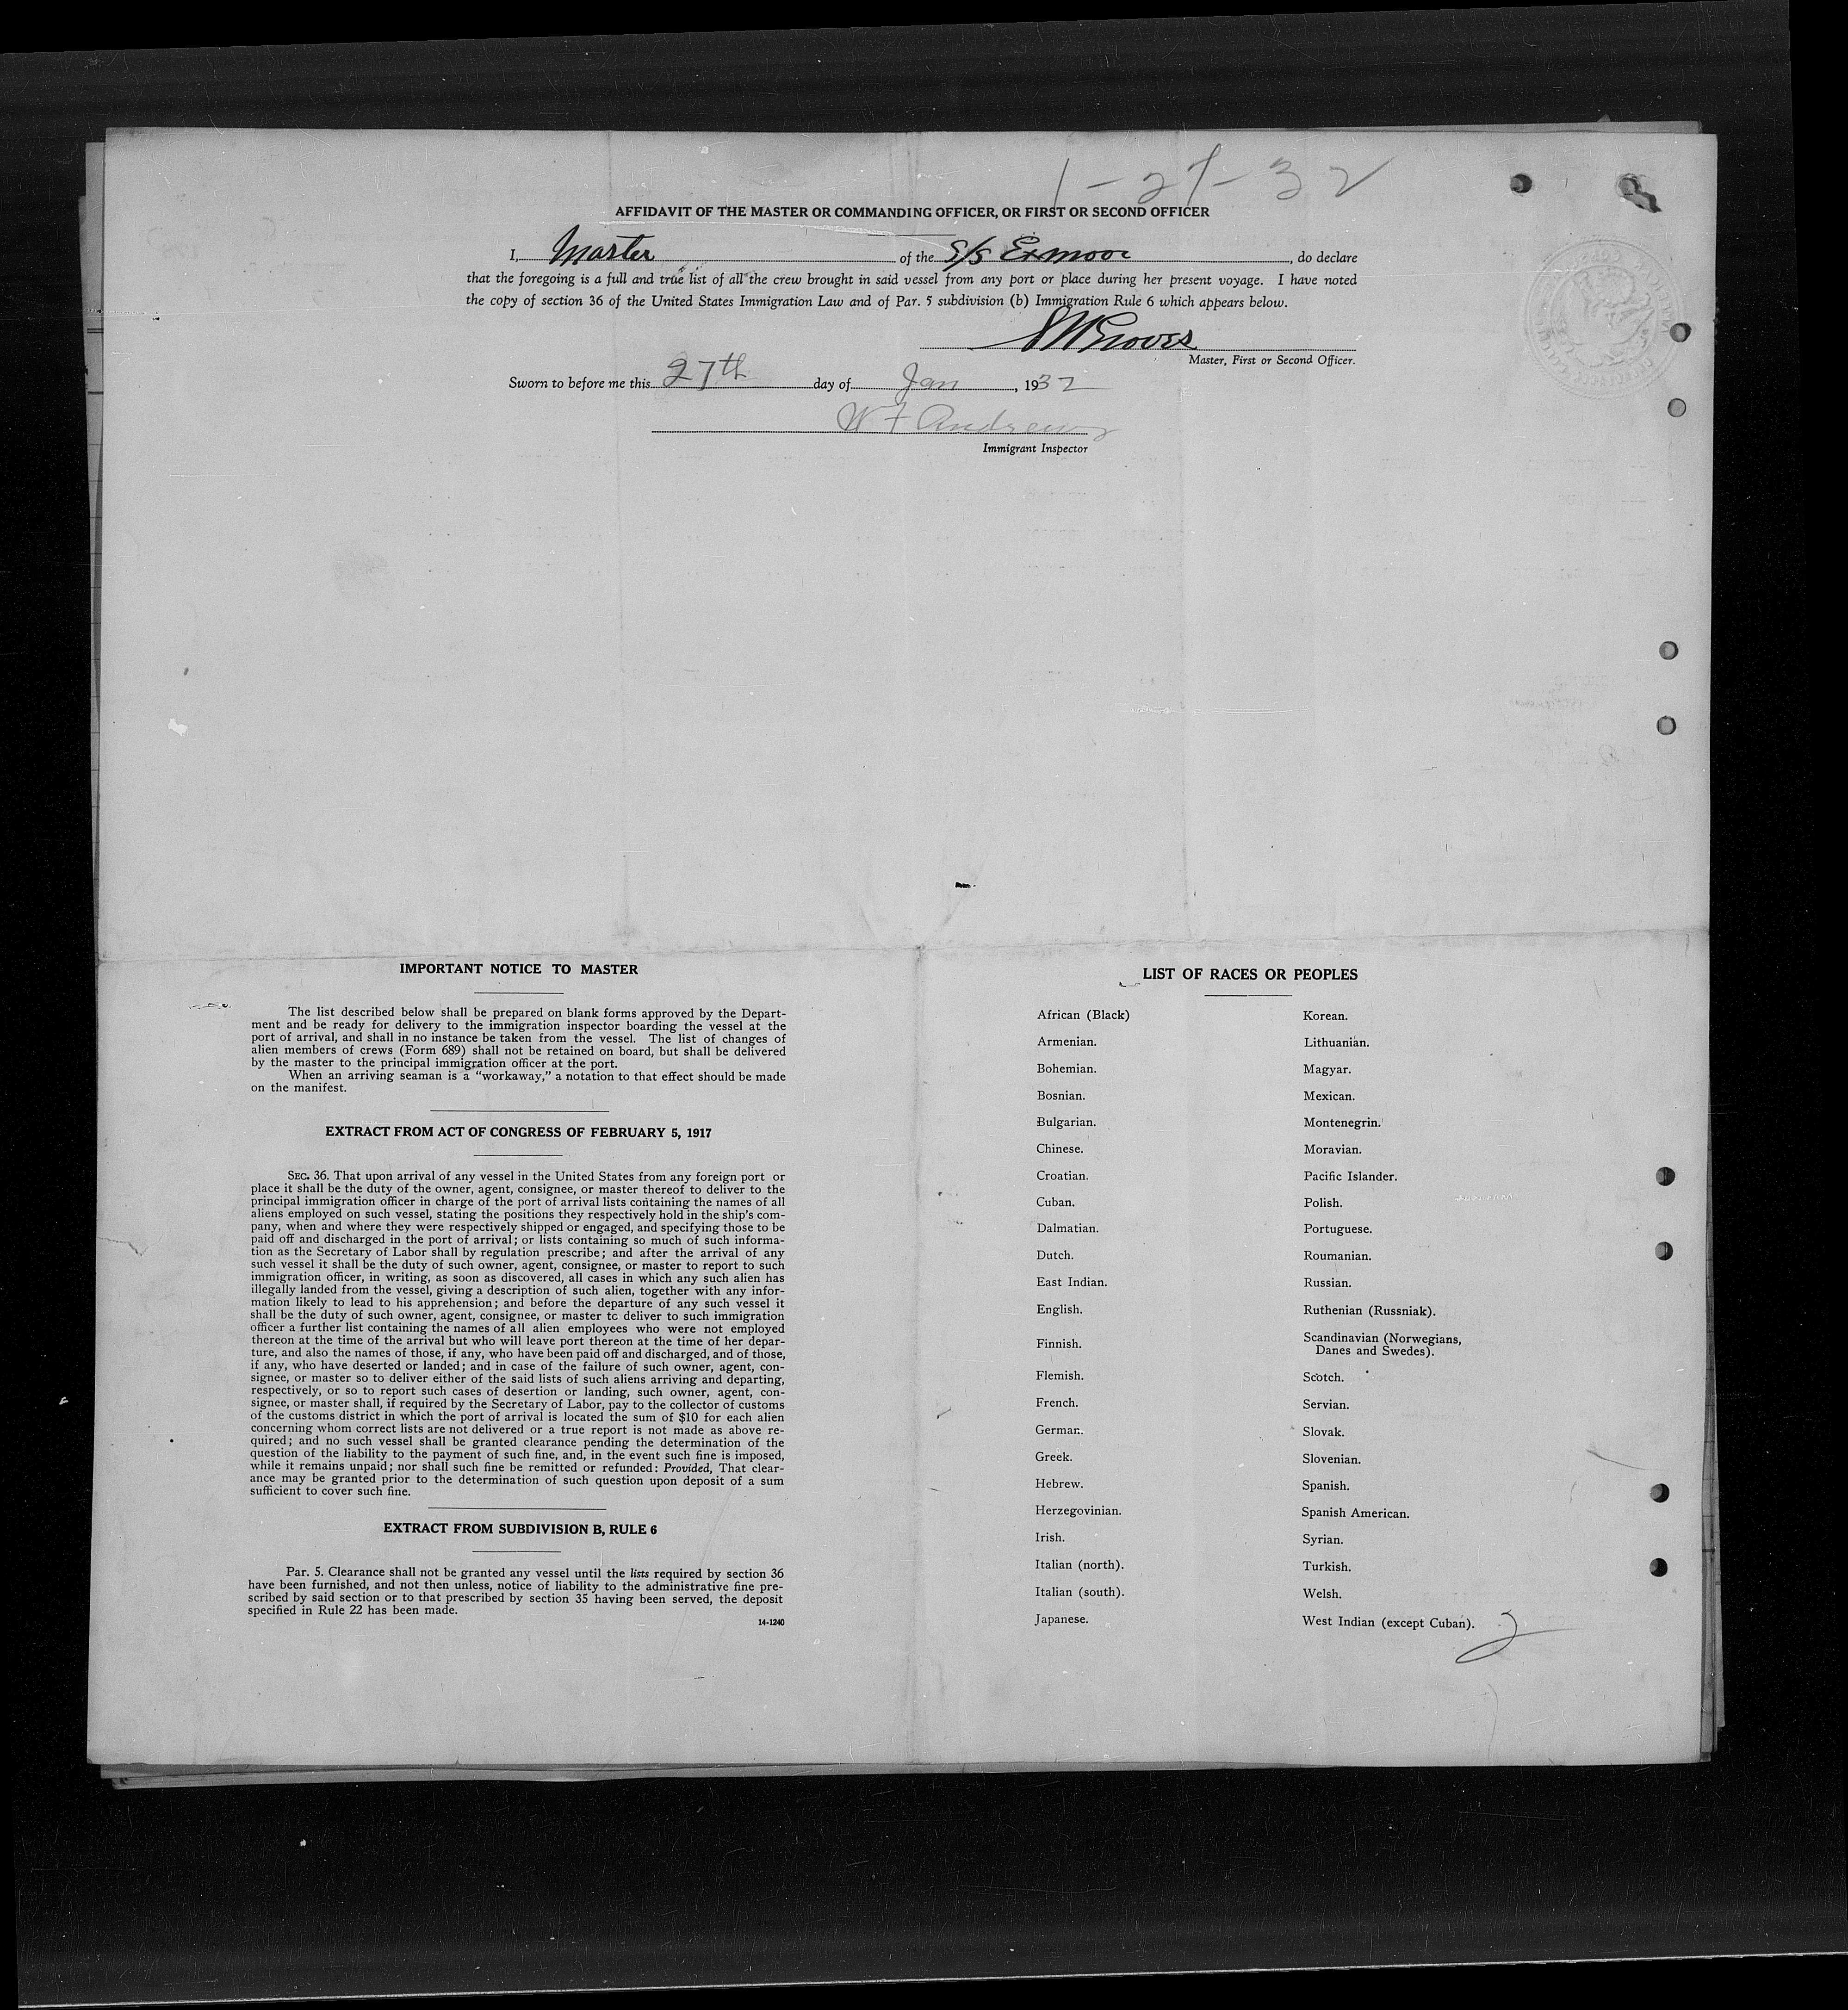 1-27-32
AFFIDAVIT OF THE MASTER OR COMMANDING OFFICER, OR FIRST OR SECOND OFFICER
I, Master of the S/S Exmoor, do declare
that the foregoing is a full and true list of all the crew brought in said vessel from any port or place during her present voyage. I have noted
the copy of section 36 of the United States Immigration Law and of Par. 5 subdivision (b) Immigration Rule 6 which appears below.
Groves
Master, First or Second Officer.
Sworn to before me this 27th day of Jan, 1932
W F Andrews
Immigrant Inspector
IMPORTANT NOTICE TO MASTER
The list described below shall be prepared on blank forms approved by the Depart-
ment and be ready for delivery to the immigration inspector boarding the vessel at the
port of arrival, and shall in no instance be taken from the vessel. The list of changes of
alien members of crews (Form 689) shall not be retained on board, but shall be delivered
by the master to the principal immigration officer at the port.
When an arriving seaman is a "workaway," a notation to that effect should be made
on the manifest.
EXTRACT FROM ACT OF CONGRESS OF FEBRUARY 5, 1917
SEC. 36. That upon arrival of any vessel in the United States from any foreign port or
place it shall be the duty of the owner, agent, consignee, or master thereof to deliver to the
principal immigration officer in charge of the port of arrival lists containing the names of all
aliens employed on such vessel, stating the positions they respectively hold in the ship's com-
pany, when and where they were respectively shipped or engaged, and specifying those to be
paid off and discharged in the port of arrival; or lists containing so much of such informa-
tion as the Secretary of Labor shall by regulation prescribe; and after the arrival of any
such vessel it shall be the duty of such owner, agent, consignee, or master to report to such
immigration officer, in writing, as soon as discovered, all cases in which any such alien has
illegally landed from the vessel, giving a description of such alien, together with any infor-
mation likely to lead to his apprehension; and before the departure of any such vessel it
shall be the duty of such owner, agent, consignee, or master to deliver to such immigration
officer a further list containing the names of all alien employees who were not employed
thereon at the time of the arrival but who will leave port thereon at the time of her depar-
ture, and also the names of those, if any, who have been paid off and discharged, and of those,
if any, who have deserted or landed; and in case of the failure of such owner, agent, con-
signee, or master so to deliver either of the said lists of such aliens arriving and departing,
respectively, or so to report such cases of desertion or landing, such owner, agent, con-
signee, or master shall, if required by the Secretary of Labor, pay to the collector of customs
of the customs district in which the port of arrival is located the sum of $10 for each alien
concerning whom correct lists are not delivered or a true report is not made as above re-
quired; and no such vessel shall be granted clearance pending the determination of the
question of the liability to the payment of such fine, and, in the event such fine is imposed,
while it remains unpaid; nor shall such fine be remitted or refunded: Provided, That clear-
ance may be granted prior to the determination of such question upon deposit of a sum
sufficient to cover such fine.
EXTRACT FROM SUBDIVISION B, RULE 6
Par. 5. Clearance shall not be granted any vessel until the lists required by section 36
have been furnished, and not then unless, notice of liability to the administrative fine pre-
scribed by said section or to that prescribed by section 35 having been served, the deposit
specified in Rule 22 has been made.
14-1240
LIST OF RACES OR PEOPLES
African (Black)
Armenian.
Bohemian.
Bosnian.
Bulgarian.
Chinese.
Croatian.
Cuban.
Dalmatian.
Dutch.
East Indian.
English.
Finnish.
Flemish.
French.
German.
Greek.
Hebrew.
Herzegovinian.
Irish.
Italian (north).
Italian (south).
Japanese.
Korean.
Lithuanian.
Magyar.
Mexican.
Montenegrin.
Moravian.
Pacific Islander.
Polish.
Portuguese.
Roumanian.
Russian.
Ruthenian (Russniak).
Scandinavian (Norwegians,
Danes and Swedes).
Scotch.
Servian.
Slovak.
Slovenian.
Spanish.
Spanish American.
Syrian.
Turkish.
Welsh.
West Indian (except Cuban).
2